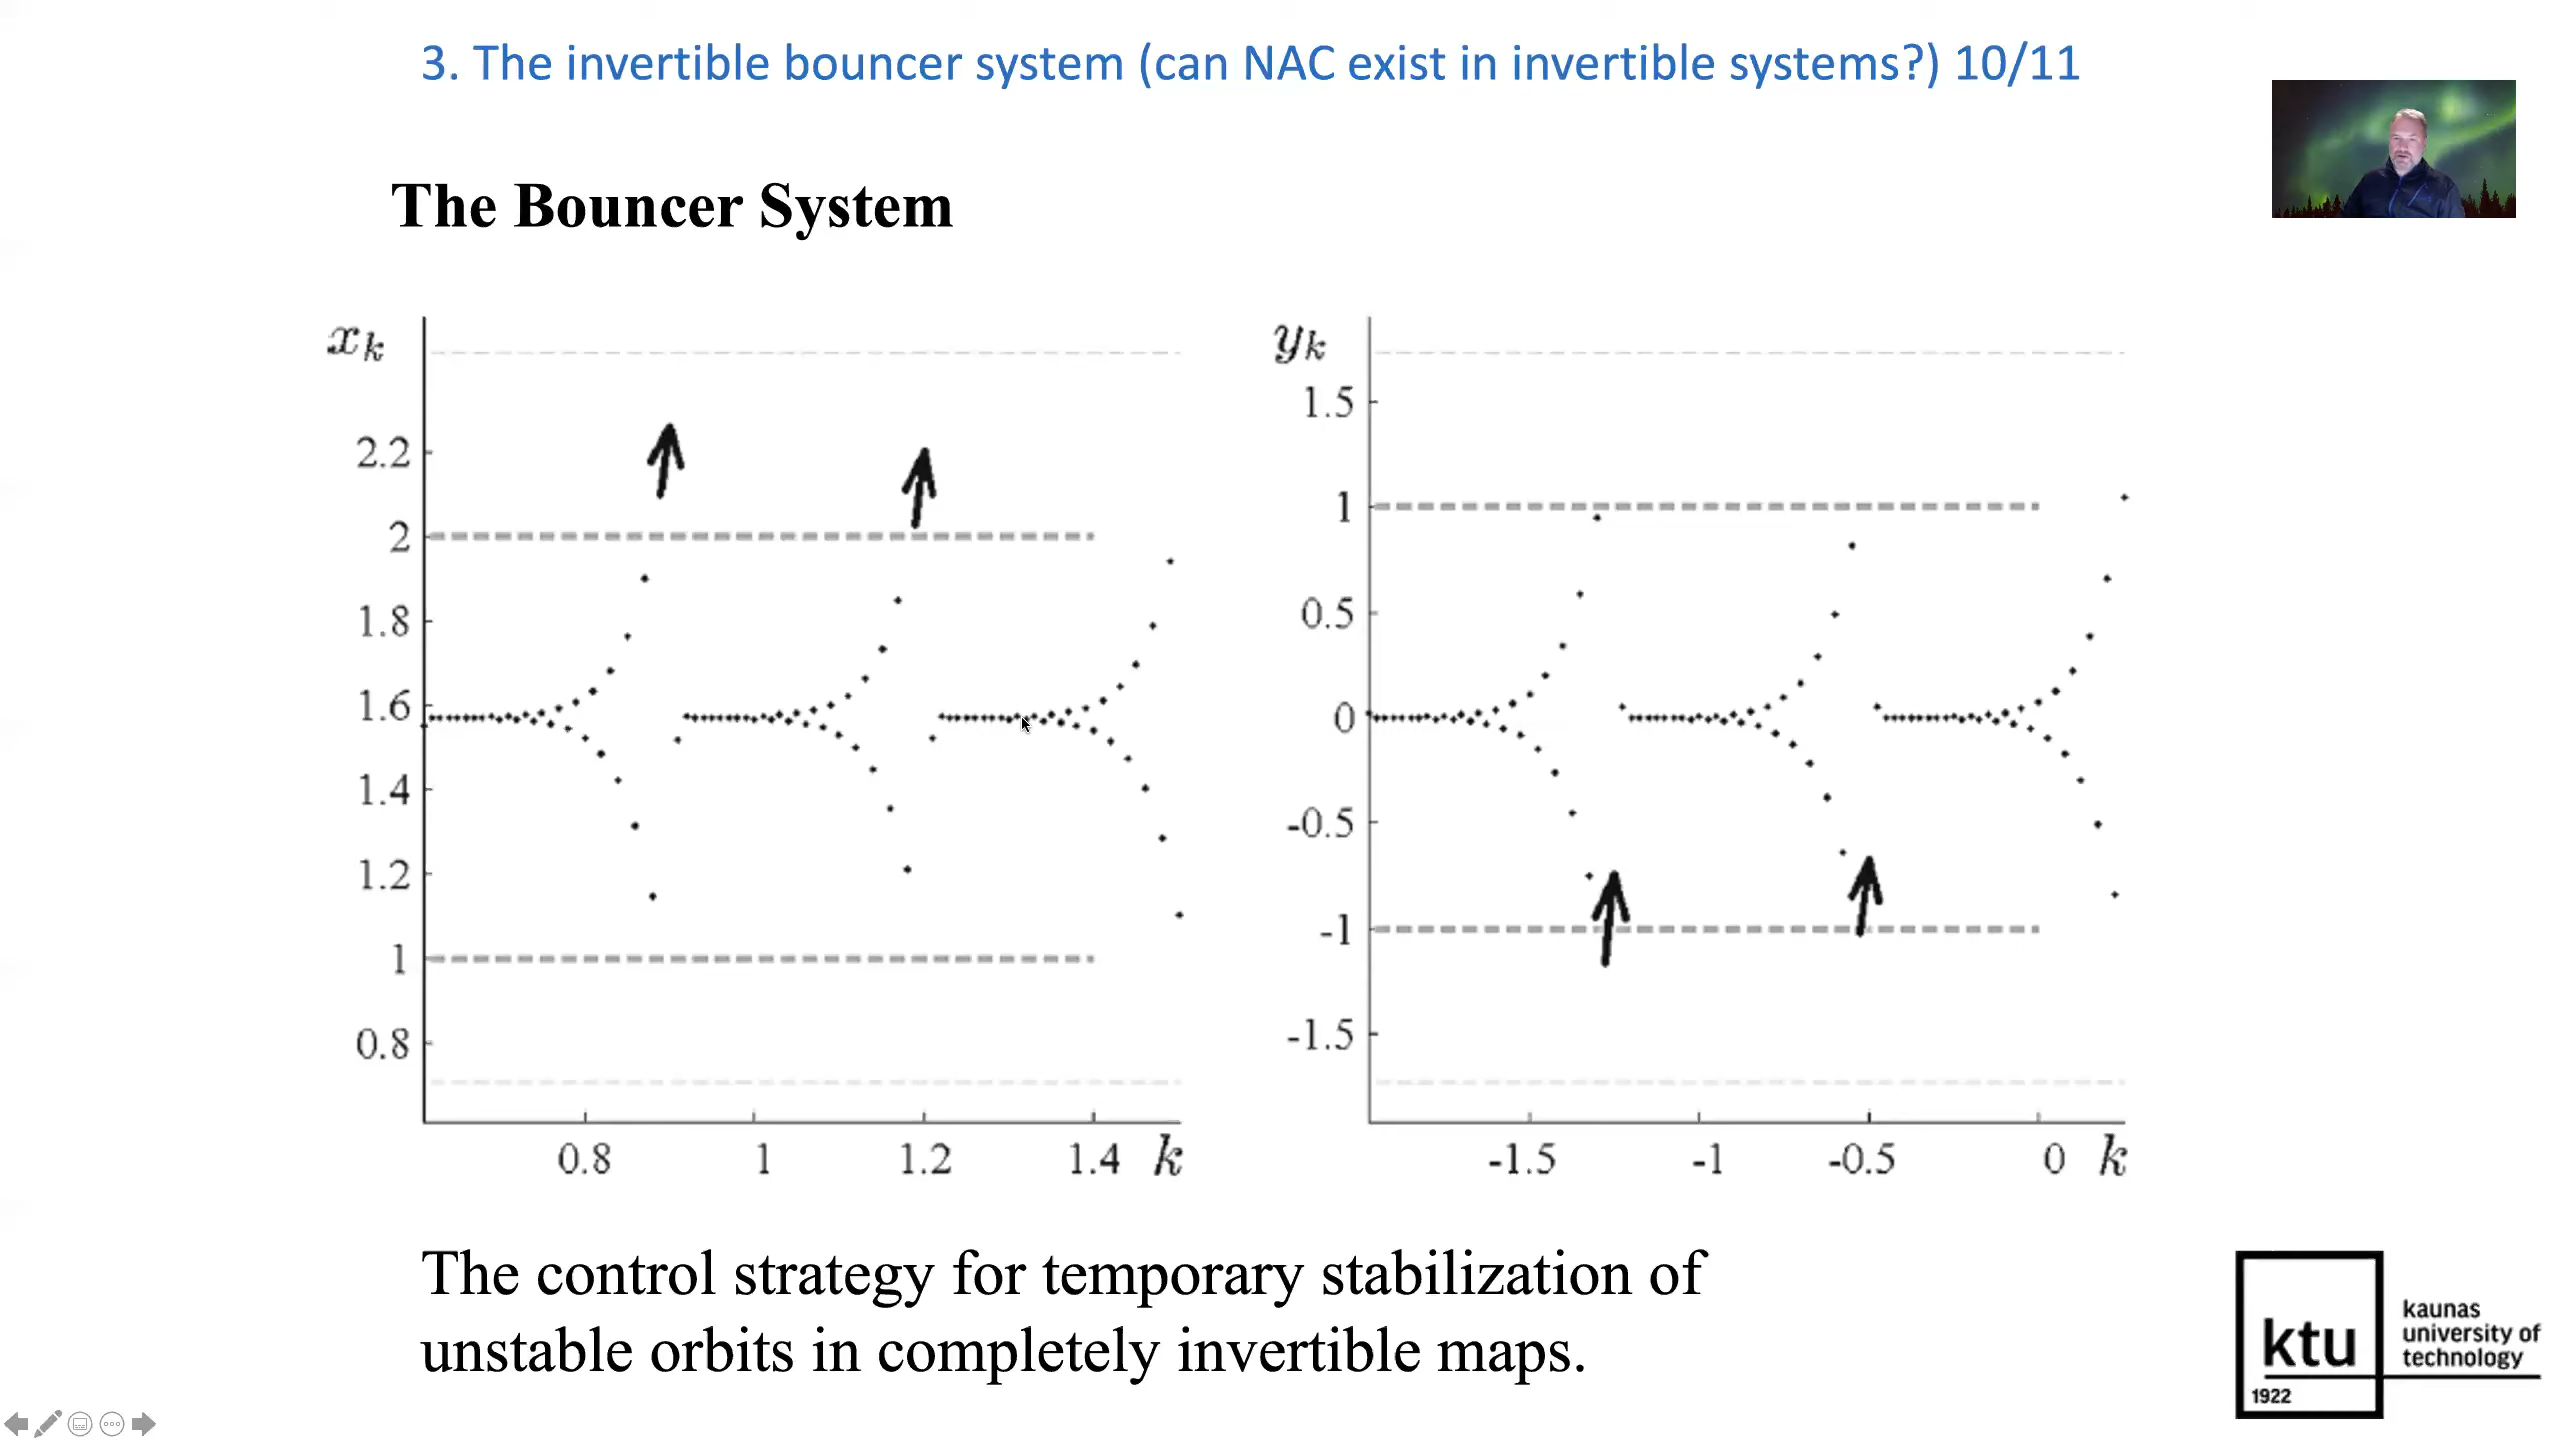 3. The invertible bouncer system (can NAC exist in invertible systems?) 10/11
The Bouncer System
x_k
2.2
2
1.8
1.6
1.4
1.2
1
0.8
0.8 1 1.2 1.4 k
y_k
1.5
1
0.5
0
-0.5
-1
-1.5
-1.5 -1 -0.5 0 k
The control strategy for temporary stabilization of
unstable orbits in completely invertible maps.
ktu
1922
kaunas
university of
technology